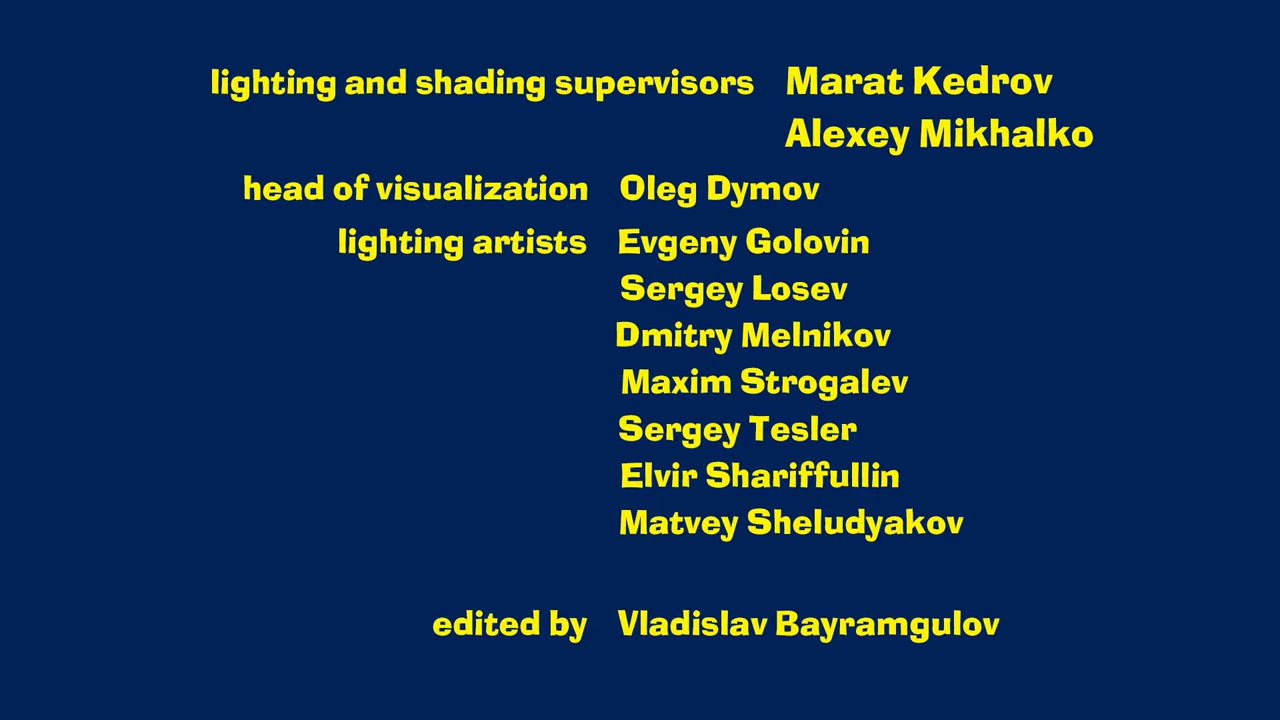 lighting and shading supervisors Marat Kedrov
Alexey Mikhalko
head of visualization Oleg Dymov
lighting artists Evgeny Golovin
Sergey Losev
Dmitry Melnikov
Maxim Strogalev
Sergey Tesler
Elvir Shariffullin
Matvey Sheludyakov
edited by Vladislav Bayramgulov